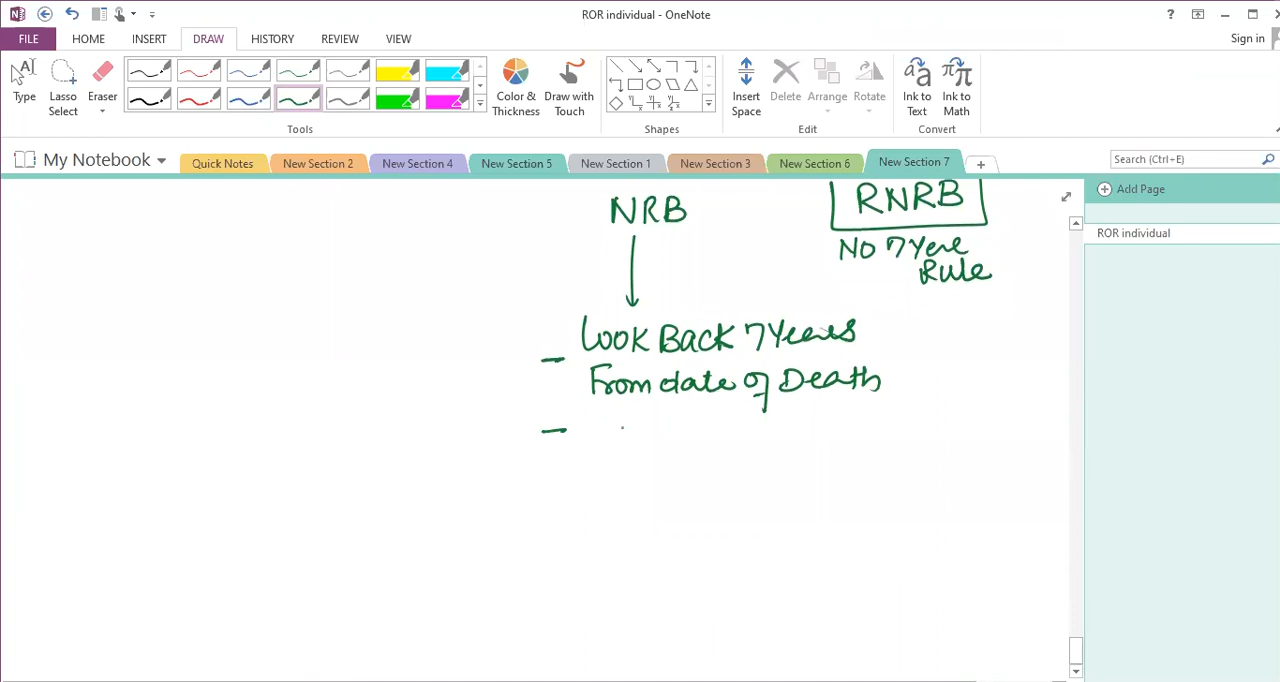 ROR individual - OneNote
Sign in
FILE HOME INSERT DRAW HISTORY REVIEW VIEW
Type Lasso Select Eraser Color & Thickness Draw with Touch Insert Space Delete Arrange Rotate Ink to Text Ink to Math
Tools Shapes Edit Convert
My Notebook Quick Notes New Section 2 New Section 4 New Section 5 New Section 1 New Section 3 New Section 6 New Section 7 Search (Ctrl+E)
Add Page
ROR individual
NRB
RNRB
NO 7 Yere
Rule
Look Back 7 Years
From date of Death